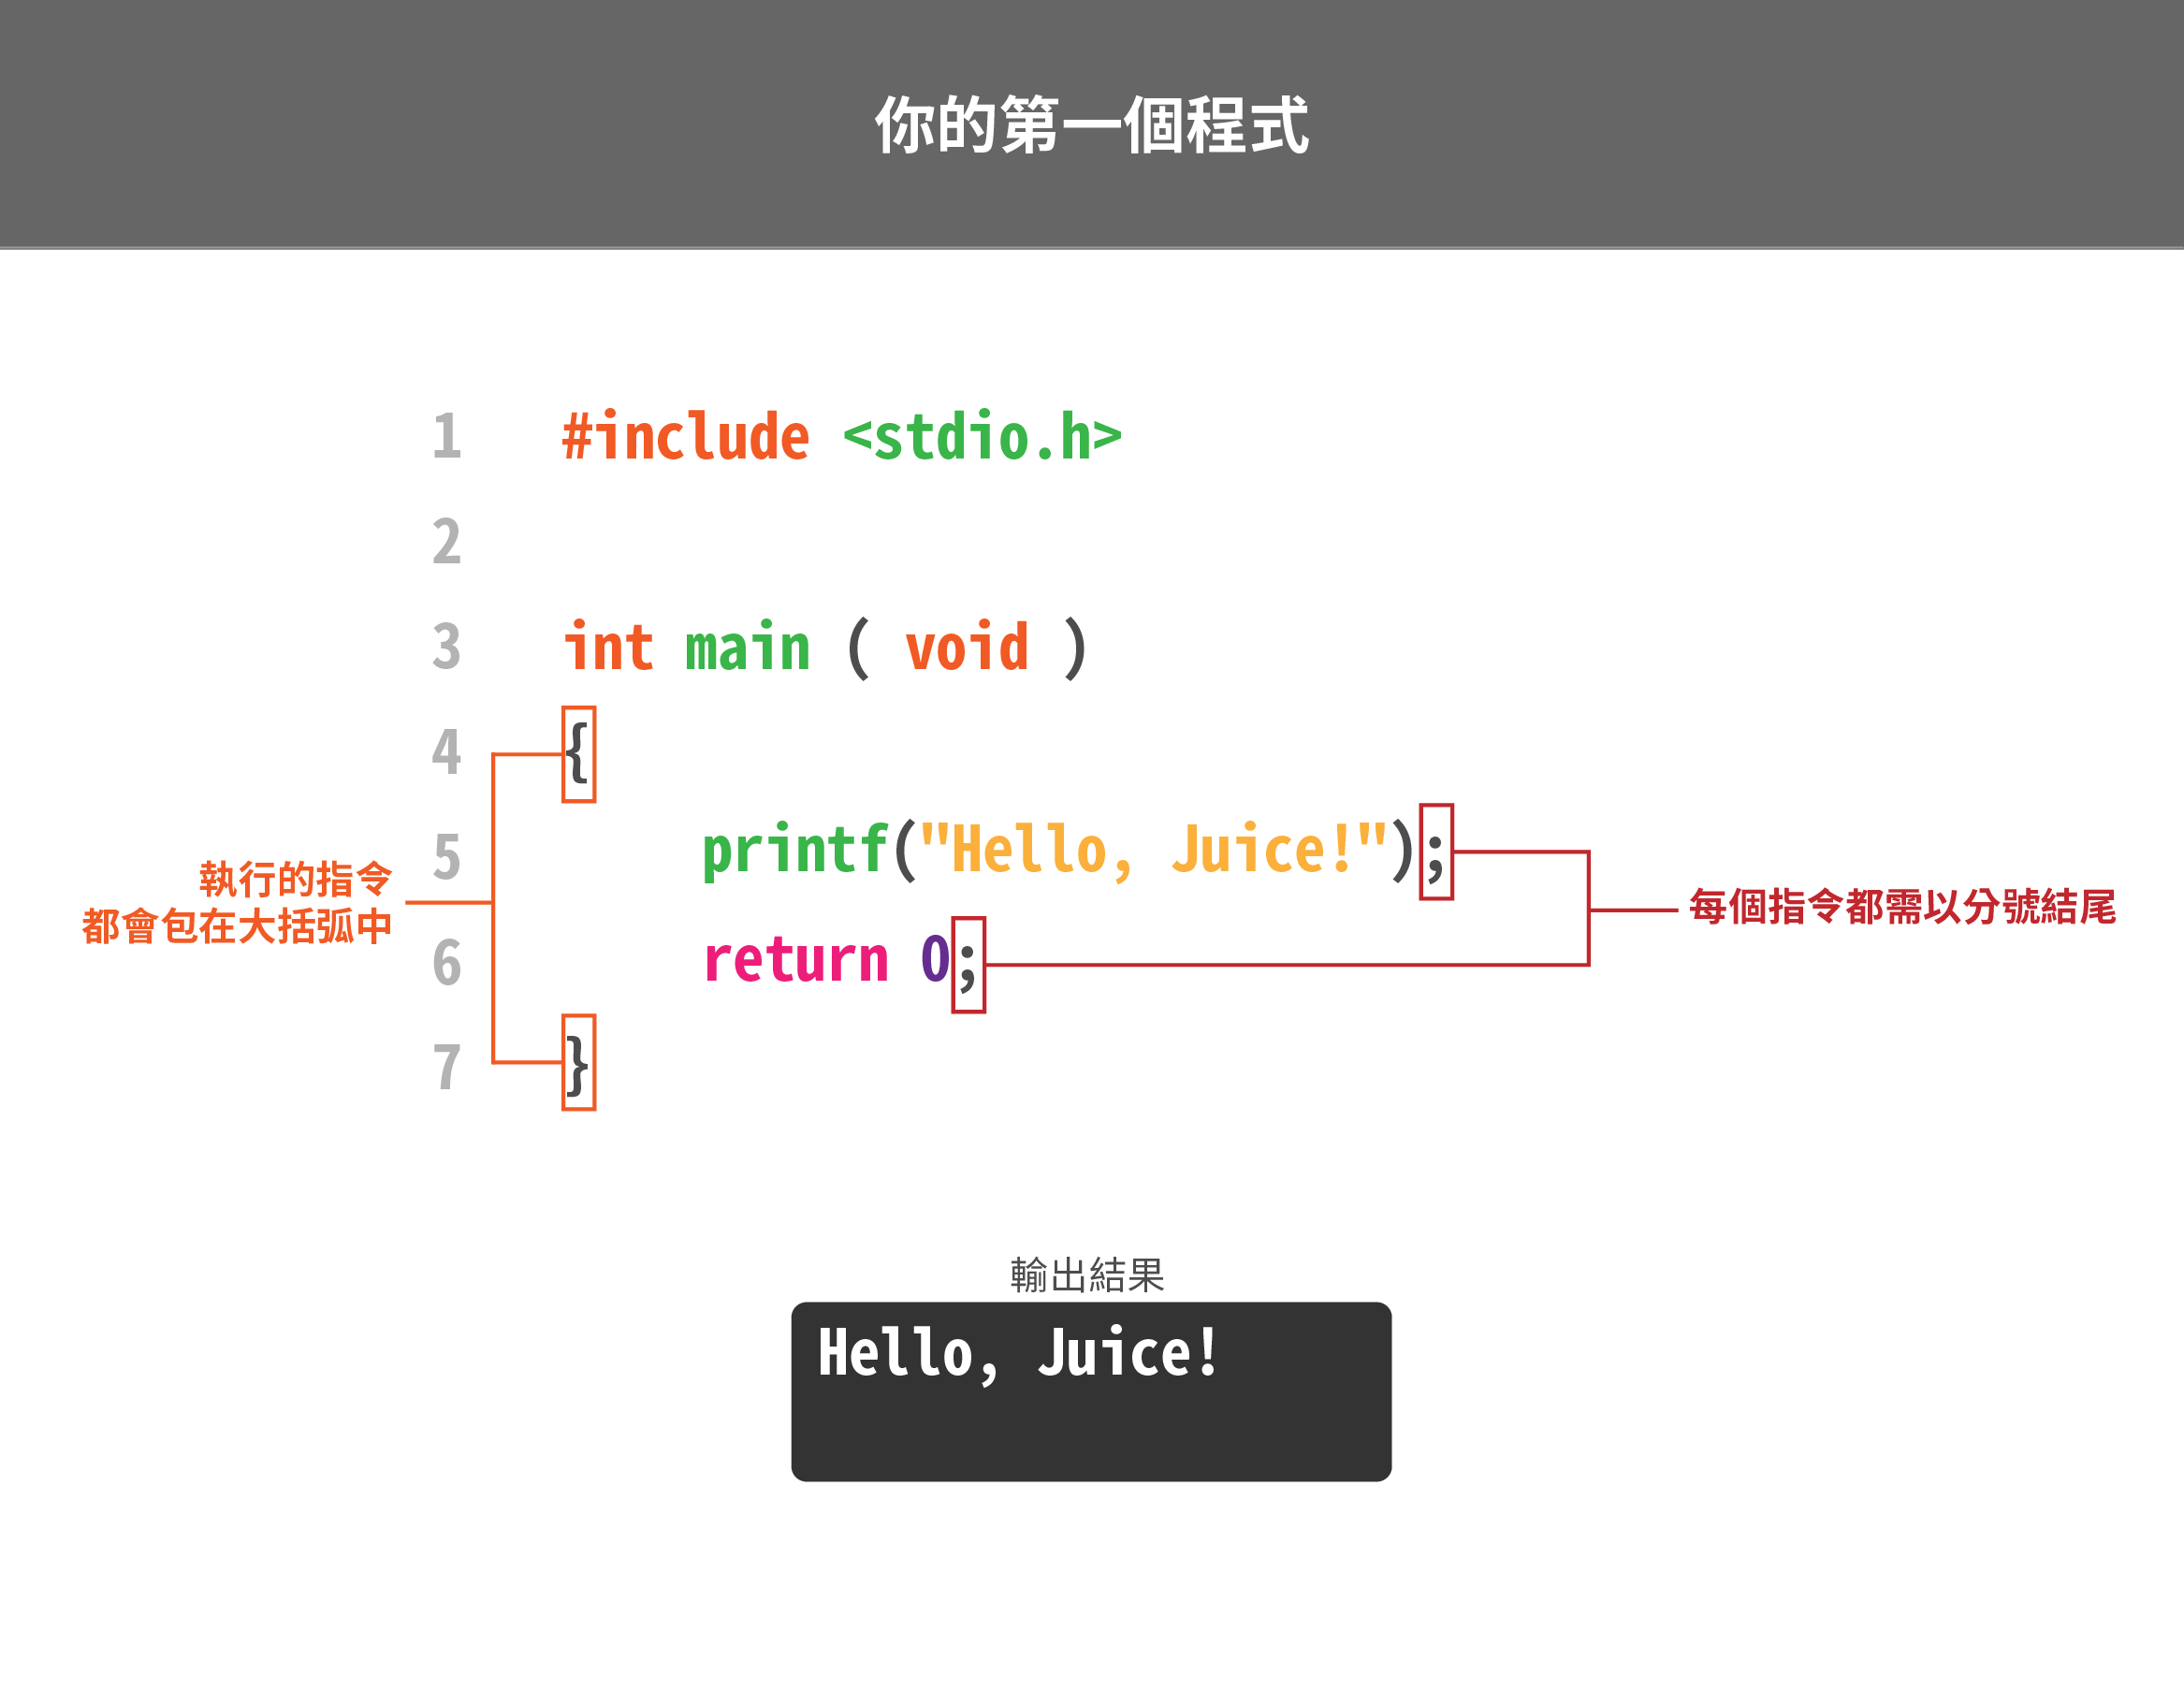 你的第一個程式
1 #include <stdio.h>
2
3 int main ( void )
4 {
5 printf("Hello, Juice!");
6 return 0;
7 }
執行的指令
都會包在大括弧中
每個指令都需以分號結尾
輸出結果
Hello, Juice!